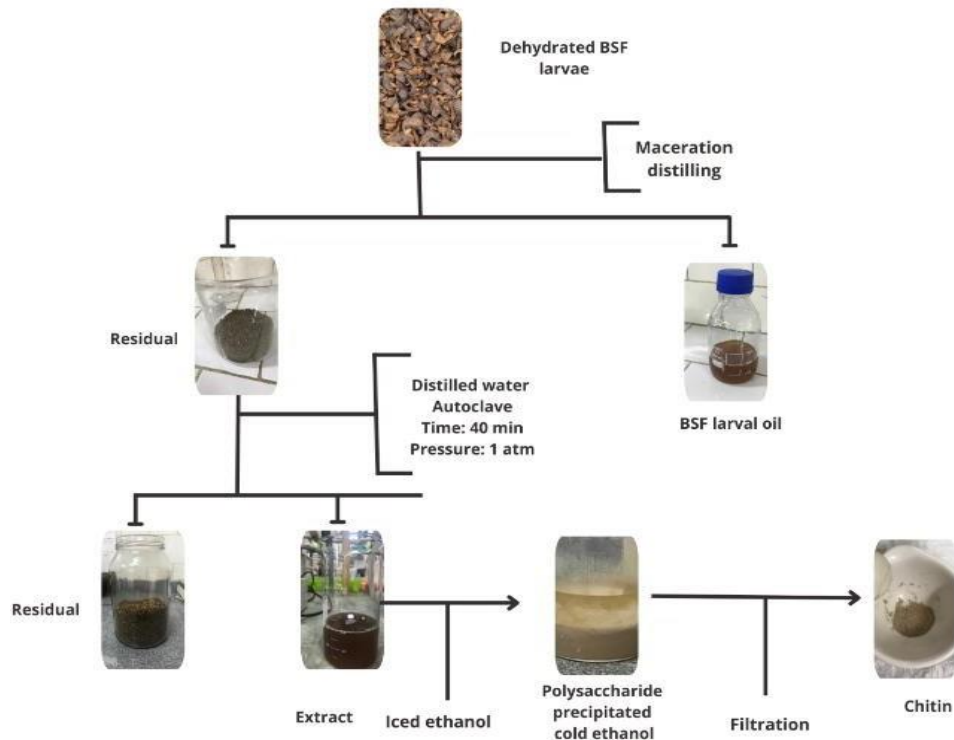 Dehydrated BSF
larvae
Maceration
distilling
Residual
BSF larval oil
Distilled water
Autoclave
Time: 40 min
Pressure: 1 atm
Residual
Extract
Iced ethanol
Polysaccharide
precipitated
cold ethanol
Filtration
Chitin